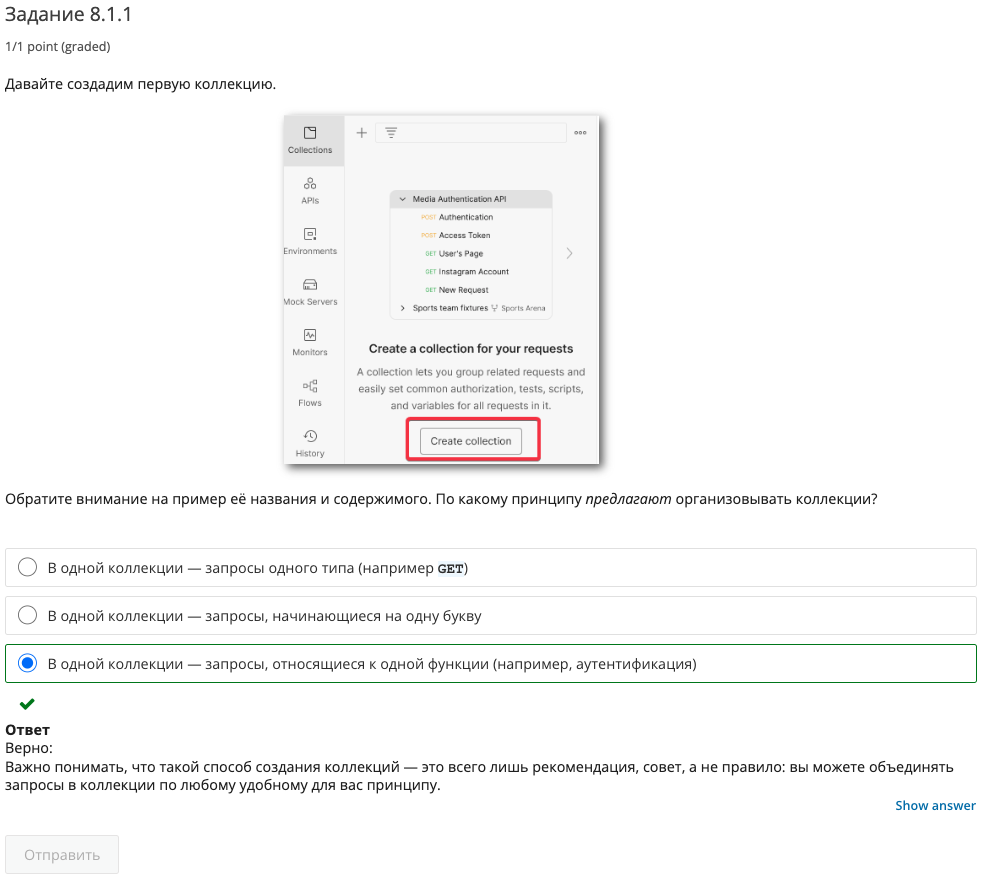 Задание 8.1.1
1/1 point (graded)
Давайте создадим первую коллекцию.
Collections
APIs
Environments
Mock Servers
Monitors
Flows
History
Media Authentication API
POST Authentication
POST Access Token
GET User's Page
GET Instagram Account
GET New Request
Sports team fixtures Sports Arena
Create a collection for your requests
A collection lets you group related requests and
easily set common authorization, tests, scripts,
and variables for all requests in it.
Create collection
Обратите внимание на пример её названия и содержимого. По какому принципу предлагают организовывать коллекции?
В одной коллекции — запросы одного типа (например GET)
В одной коллекции — запросы, начинающиеся на одну букву
В одной коллекции — запросы, относящиеся к одной функции (например, аутентификация)
Ответ
Верно:
Важно понимать, что такой способ создания коллекций — это всего лишь рекомендация, совет, а не правило: вы можете объединять
запросы в коллекции по любому удобному для вас принципу.
Show answer
Отправить